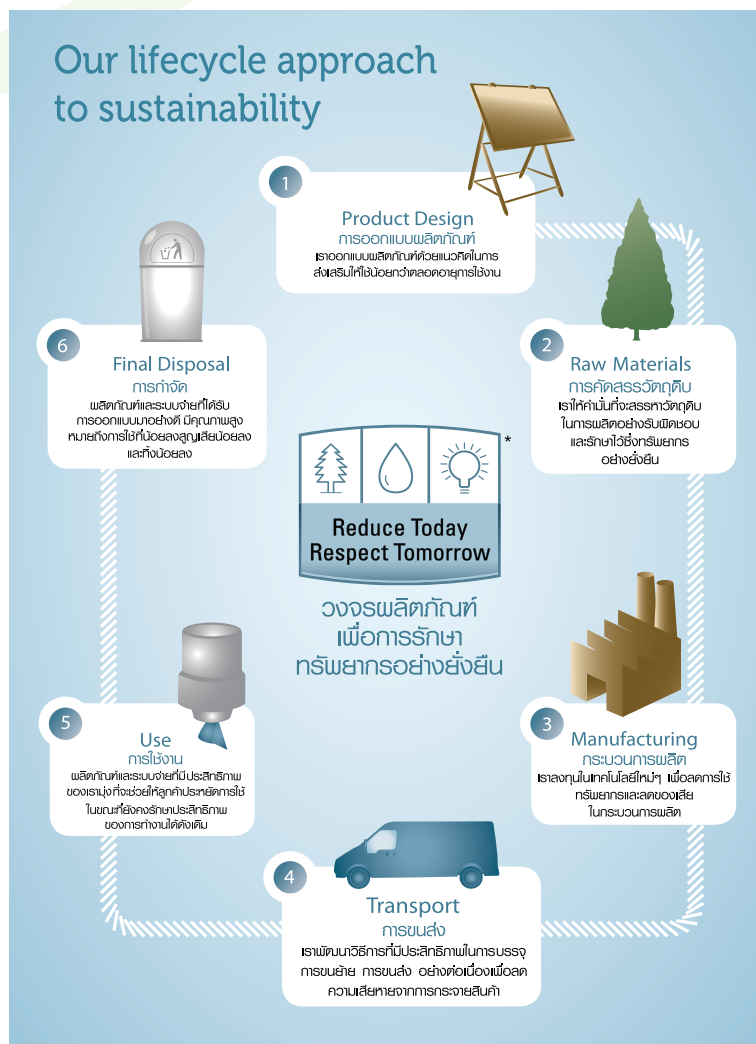 Our lifecycle approach
to sustainability
1
Product Design
การออกแบบผลิตภัณฑ์
เราออกแบบผลิตภัณฑ์ด้วยแนวคิดในการ
ส่งเสริมให้ใช้น้อยกว่าตลอดอายุการใช้งาน
2
Raw Materials
การคัดสรรวัตถุดิบ
เราให้คำมั่นที่จะสรรหาวัตถุดิบ
ในการผลิตอย่างรับผิดชอบ
และรักษาไว้ซึ่งทรัพยากร
อย่างยั่งยืน
3
Manufacturing
กระบวนการผลิต
เราลงทุนในเทคโนโลยีใหม่ๆ เพื่อลดการใช้
ทรัพยากรและลดของเสีย
ในกระบวนการผลิต
4
Transport
การขนส่ง
เราพัฒนาวิธีการที่มีประสิทธิภาพในการบรรจุ
การขนย้าย การขนส่ง อย่างต่อเนื่องเพื่อลด
ความเสียหายจากการกระจายสินค้า
5
Use
การใช้งาน
ผลิตภัณฑ์และระบบจ่ายที่มีประสิทธิภาพ
ของเรามุ่งที่จะช่วยให้ลูกค้าประหยัดการใช้
ในขณะที่ยังคงรักษาประสิทธิภาพ
ของการทำงานได้ดังเดิม
6
Final Disposal
การกำจัด
ผลิตภัณฑ์และระบบจ่ายที่ได้รับ
การออกแบบมาอย่างดี มีคุณภาพสูง
หมายถึงการใช้ที่น้อยลงสูญเสียน้อยลง
และทิ้งน้อยลง
*
Reduce Today
Respect Tomorrow
วงจรผลิตภัณฑ์
เพื่อการรักษา
ทรัพยากรอย่างยั่งยืน